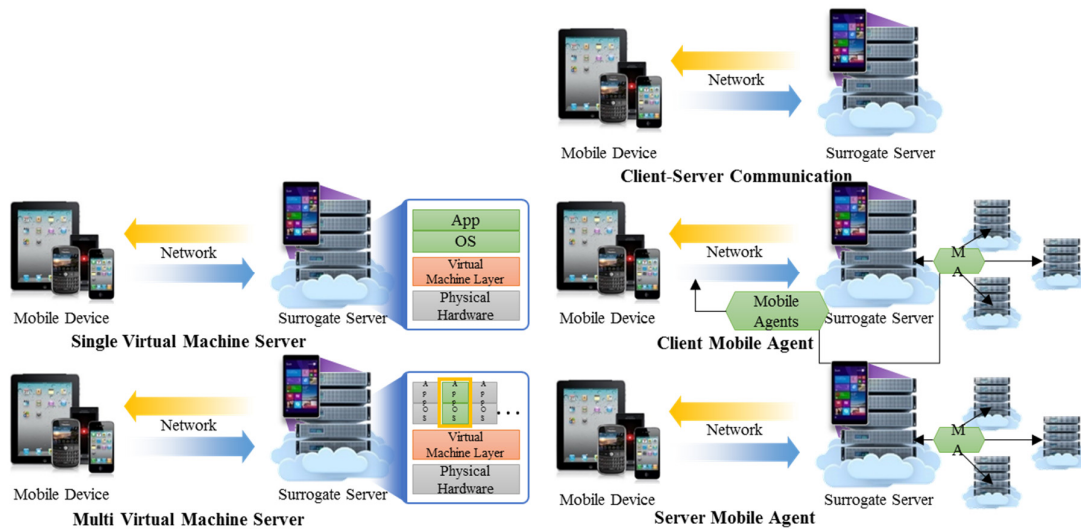 Network
Mobile Device
Surrogate Server
Client-Server Communication
Network
Mobile Device
Surrogate Server
App
OS
Virtual
Machine Layer
Physical
Hardware
Single Virtual Machine Server
Network
Mobile Device
Mobile
Agents
Surrogate Server
M
A
Client Mobile Agent
Network
Mobile Device
Surrogate Server
A A A
p p p
p p p
O O O
S S S
...
Virtual
Machine Layer
Physical
Hardware
Multi Virtual Machine Server
Network
Mobile Device
Surrogate Server
M
A
Server Mobile Agent